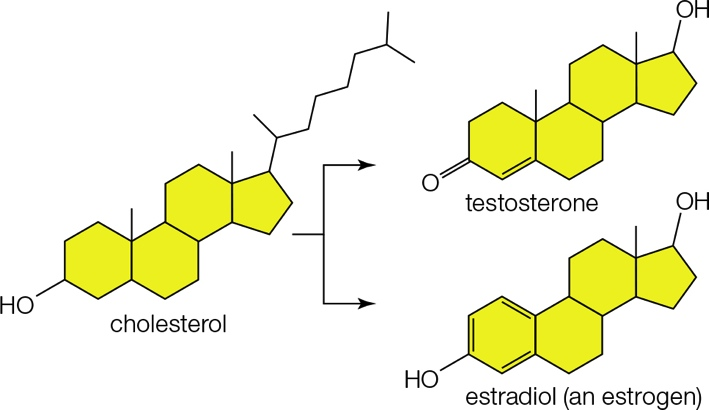 OH
O
testosterone
HO
cholesterol
OH
HO
estradiol (an estrogen)